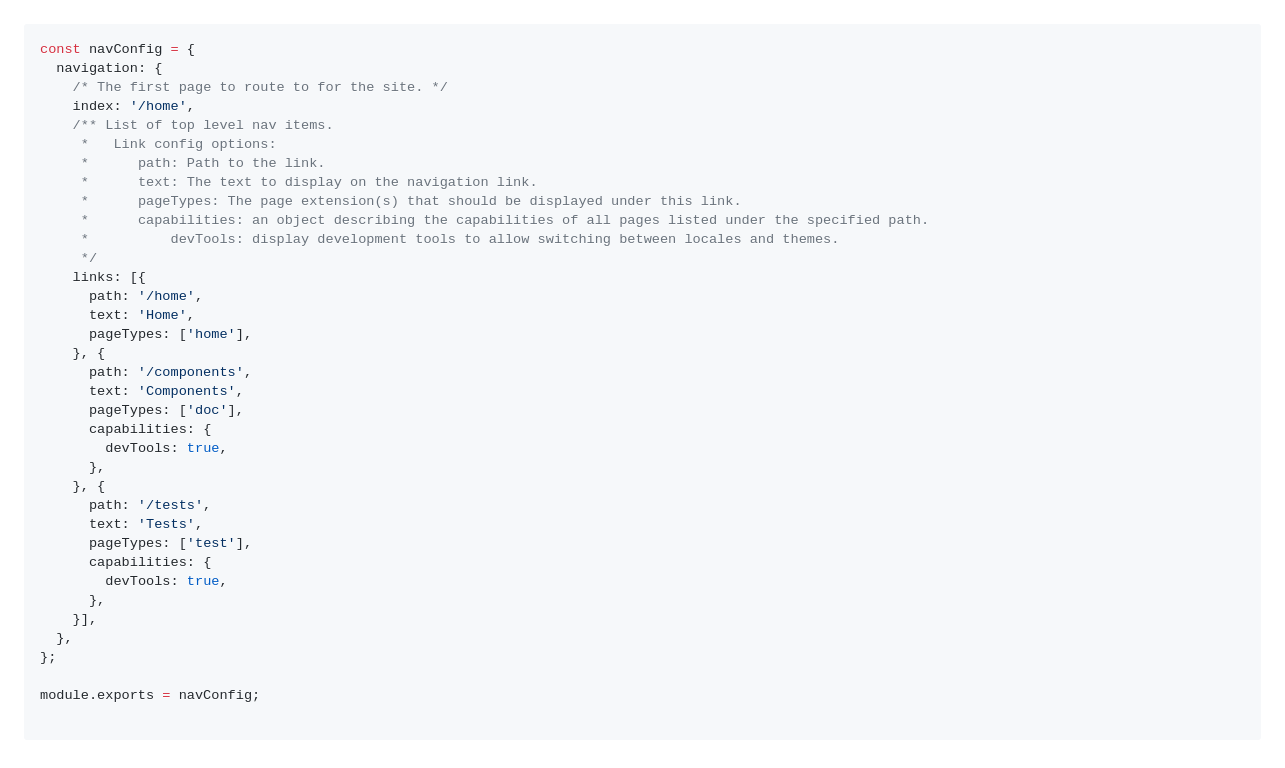 const navConfig = {
  navigation: {
    /* The first page to route to for the site. */
    index: '/home',
    /** List of top level nav items.
     *   Link config options:
     *      path: Path to the link.
     *      text: The text to display on the navigation link.
     *      pageTypes: The page extension(s) that should be displayed under this link.
     *      capabilities: an object describing the capabilities of all pages listed under the specified path.
     *          devTools: display development tools to allow switching between locales and themes.
     */
    links: [{
      path: '/home',
      text: 'Home',
      pageTypes: ['home'],
    }, {
      path: '/components',
      text: 'Components',
      pageTypes: ['doc'],
      capabilities: {
        devTools: true,
      },
    }, {
      path: '/tests',
      text: 'Tests',
      pageTypes: ['test'],
      capabilities: {
        devTools: true,
      },
    }],
  },
};

module.exports = navConfig;